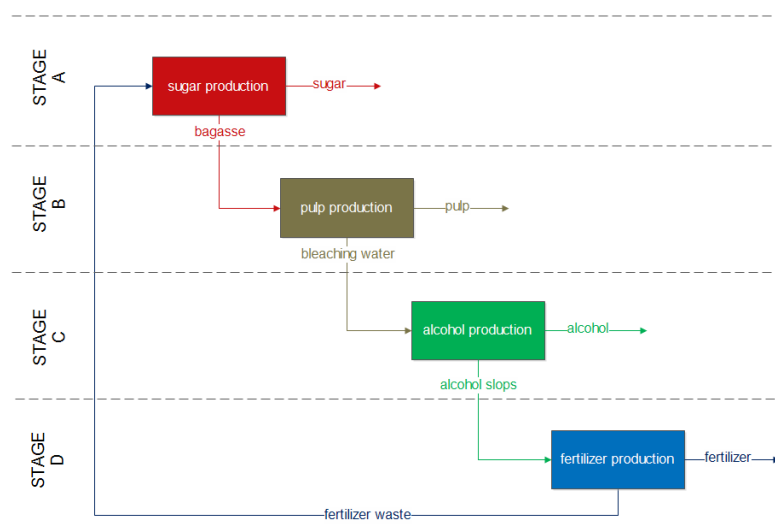 STAGE
A
sugar production
sugar
bagasse
STAGE
B
pulp production
pulp
bleaching water
STAGE
C
alcohol production
alcohol
alcohol slops
STAGE
D
fertilizer production
fertilizer
fertilizer waste